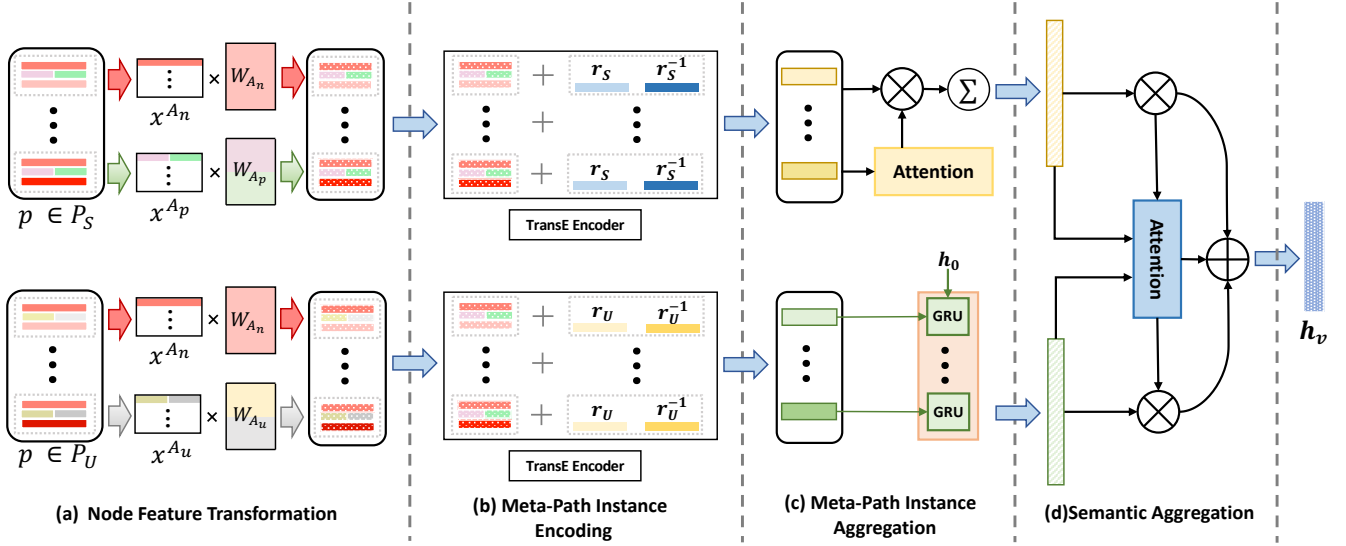 × W_{A_n}
x^{A_n}
× W_{A_p}
x^{A_p}
p ∈ P_S
+ r_S r_S^{-1}
+
+ r_S r_S^{-1}
TransE Encoder
Attention
∑
× W_{A_n}
x^{A_n}
× W_{A_u}
x^{A_u}
p ∈ P_U
+ r_U r_U^{-1}
+
+ r_U r_U^{-1}
TransE Encoder
h_0
GRU
GRU
Attention
h_v
(a) Node Feature Transformation
(b) Meta-Path Instance
Encoding
(c) Meta-Path Instance
Aggregation
(d)Semantic Aggregation